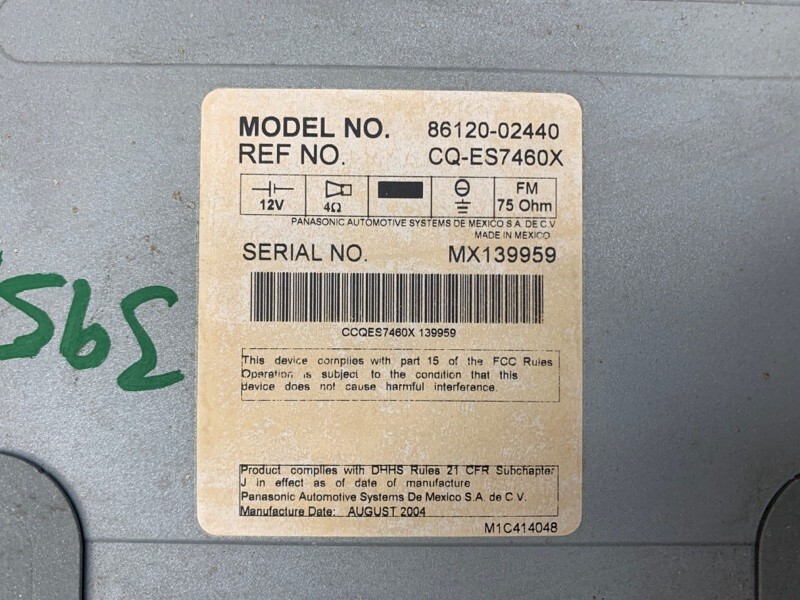 MODEL NO. 86120-02440
REF NO. CQ-ES7460X
12V 4Ω FM 75 Ohm
PANASONIC AUTOMOTIVE SYSTEMS DE MEXICO S.A. DE C.V
MADE IN MEXICO
SERIAL NO. MX139959
CCQES7460X 139959
This device complies with part 15 of the FCC Rules
Operation is subject to the condition that this
device does not cause harmful interference.
Product complies with DHHS Rules 21 CFR Subchapter
J in effect as of date of manufacture
Panasonic Automotive Systems De Mexico S.A. de C V.
Manufacture Date: AUGUST 2004
M1C414048